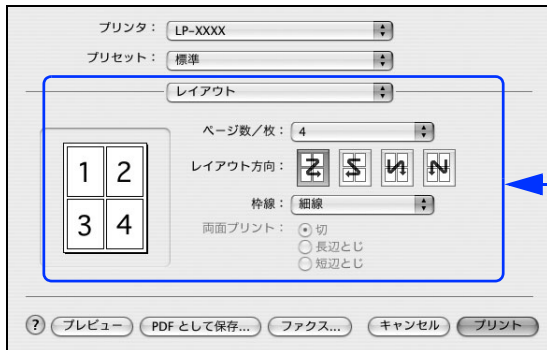 プリンタ： LP-XXXX
プリセット： 標準
レイアウト
ページ数／枚： 4
1 2
レイアウト方向：
3 4
枠線： 細線
両面プリント： 切
長辺とじ
短辺とじ
? プレビュー PDF として保存... ファクス... キャンセル プリント